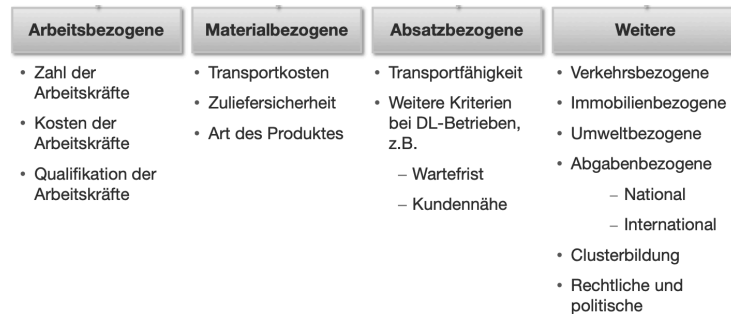 Arbeitsbezogene
• Zahl der
Arbeitskräfte
• Kosten der
Arbeitskräfte
• Qualifikation der
Arbeitskräfte
Materialbezogene
• Transportkosten
• Zuliefersicherheit
• Art des Produktes
Absatzbezogene
• Transportfähigkeit
• Weitere Kriterien
bei DL-Betrieben,
z.B.
– Wartefrist
– Kundennähe
Weitere
• Verkehrsbezogene
• Immobilienbezogene
• Umweltbezogene
• Abgabenbezogene
– National
– International
• Clusterbildung
• Rechtliche und
politische